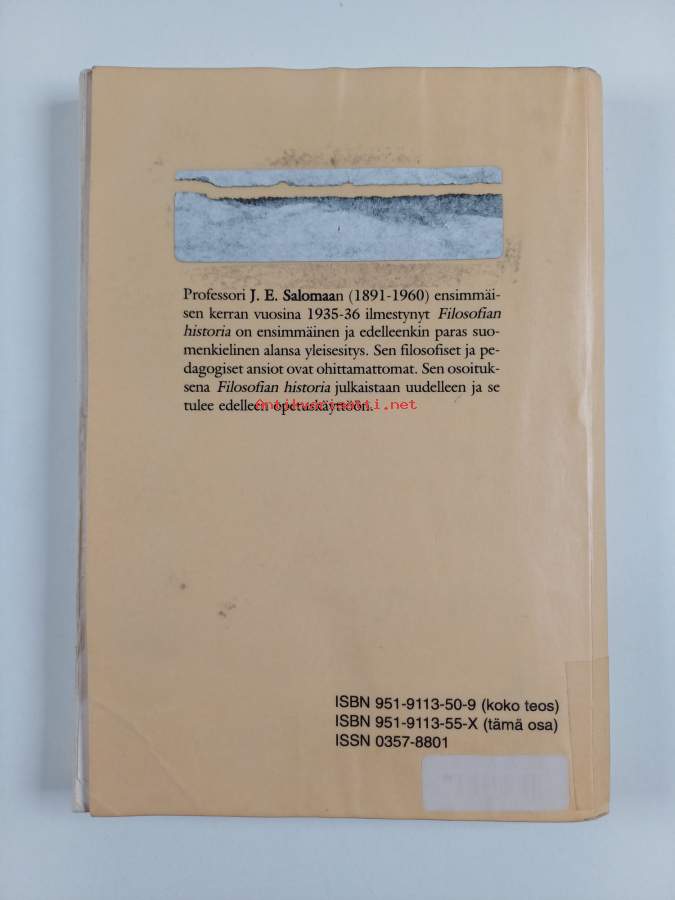 Professori J. E. Salomaan (1891-1960) ensimmäi-
sen kerran vuosina 1935-36 ilmestynyt Filosofian
historia on ensimmäinen ja edelleenkin paras suo-
menkielinen alansa yleisesitys. Sen filosofiset ja pe-
dagogiset ansiot ovat ohittamattomat. Sen osoituk-
sena Filosofian historia julkaistaan uudelleen ja se
tulee edelleen opetuskäyttöön.
Antikvariaatti.net
ISBN 951-9113-50-9 (koko teos)
ISBN 951-9113-55-X (tämä osa)
ISSN 0357-8801